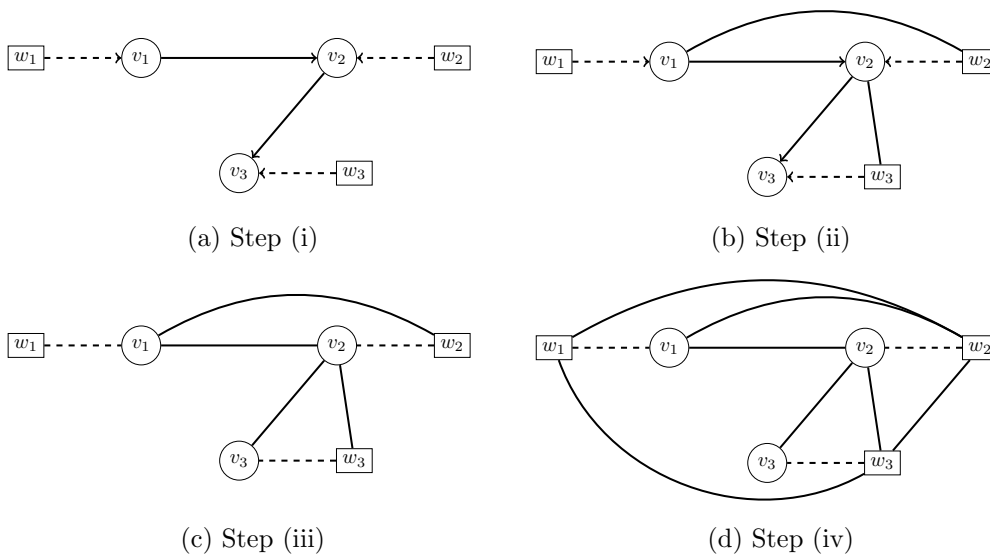 w₁ v₁ v₂ w₂
v₃ w₃
(a) Step (i)
w₁ v₁ v₂ w₂
v₃ w₃
(b) Step (ii)
w₁ v₁ v₂ w₂
v₃ w₃
(c) Step (iii)
w₁ v₁ v₂ w₂
v₃ w₃
(d) Step (iv)